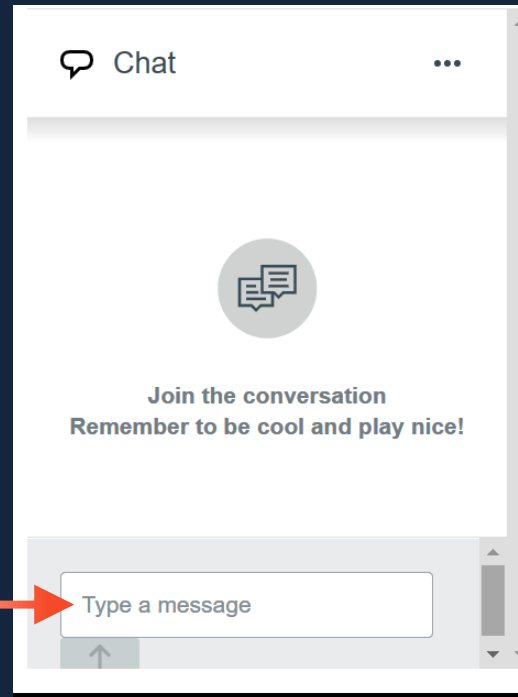 Chat
Join the conversation
Remember to be cool and play nice!
Type a message